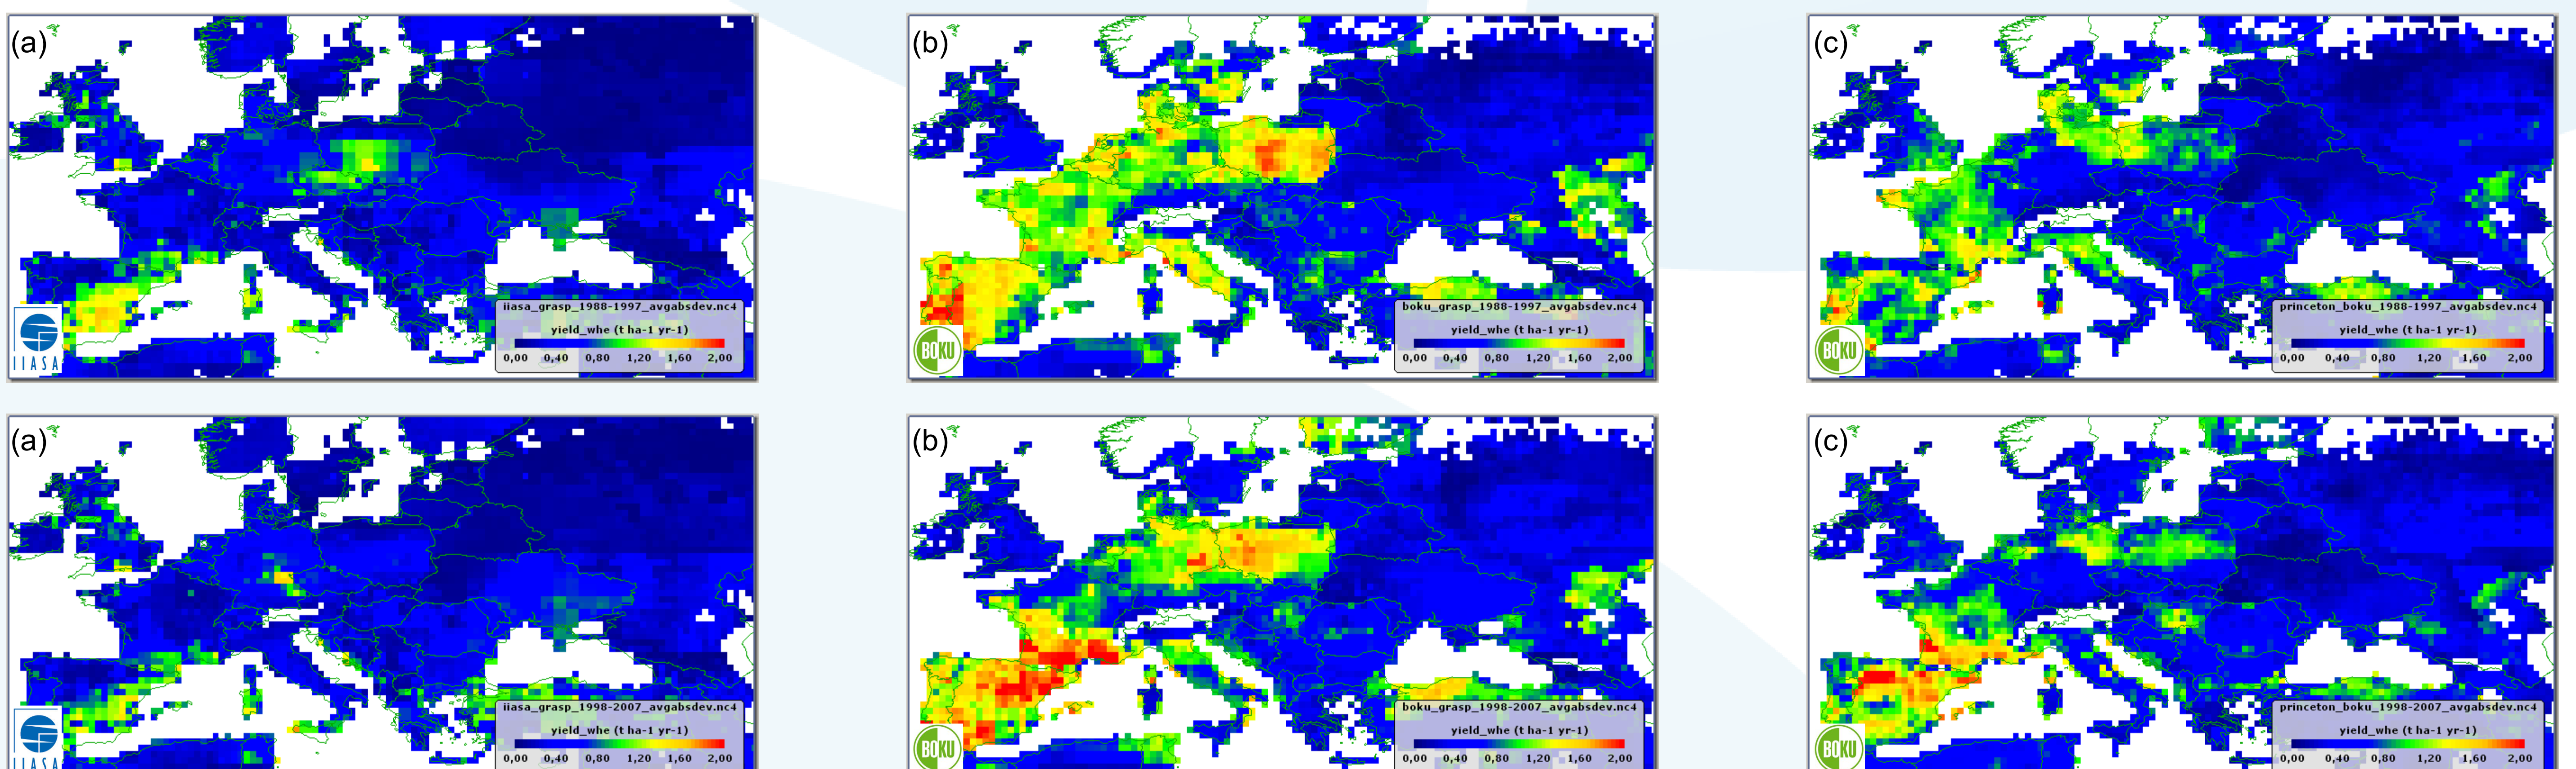 (a)
iiasa_grasp_1988-1997_avgabsdev.nc4
yield_whe (t ha-1 yr-1)
0,00 0,40 0,80 1,20 1,60 2,00
IIASA
(b)
boku_grasp_1988-1997_avgabsdev.nc4
yield_whe (t ha-1 yr-1)
0,00 0,40 0,80 1,20 1,60 2,00
BOKU
(c)
princeton_boku_1988-1997_avgabsdev.nc4
yield_whe (t ha-1 yr-1)
0,00 0,40 0,80 1,20 1,60 2,00
BOKU
(a)
iiasa_grasp_1998-2007_avgabsdev.nc4
yield_whe (t ha-1 yr-1)
0,00 0,40 0,80 1,20 1,60 2,00
IIASA
(b)
boku_grasp_1998-2007_avgabsdev.nc4
yield_whe (t ha-1 yr-1)
0,00 0,40 0,80 1,20 1,60 2,00
BOKU
(c)
princeton_boku_1998-2007_avgabsdev.nc4
yield_whe (t ha-1 yr-1)
0,00 0,40 0,80 1,20 1,60 2,00
BOKU